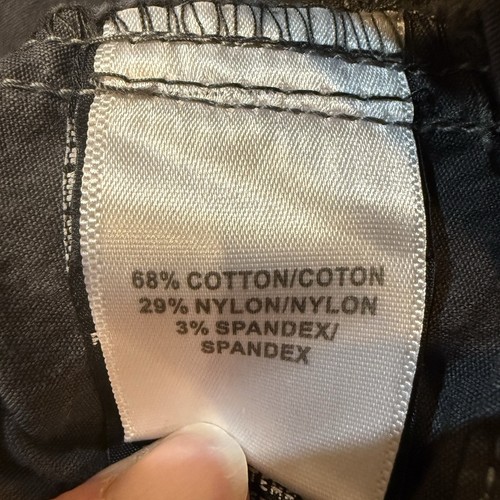 68% COTTON/COTON
29% NYLON/NYLON
3% SPANDEX/
SPANDEX